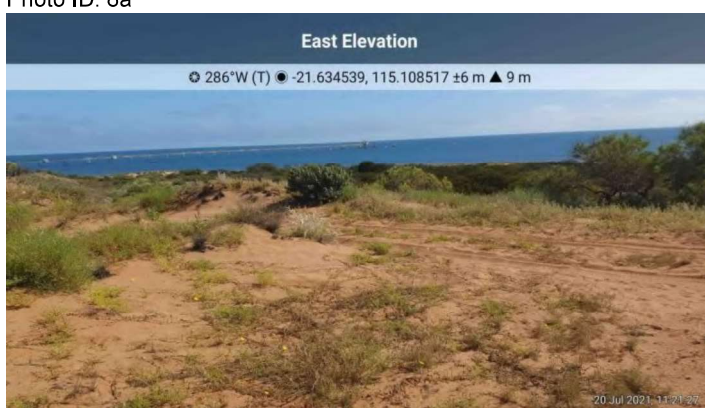 Photo ID: 8a
East Elevation
286°W (T) -21.634539, 115.108517 ±6 m ▲ 9 m
20 Jul 2021, 11:21:27